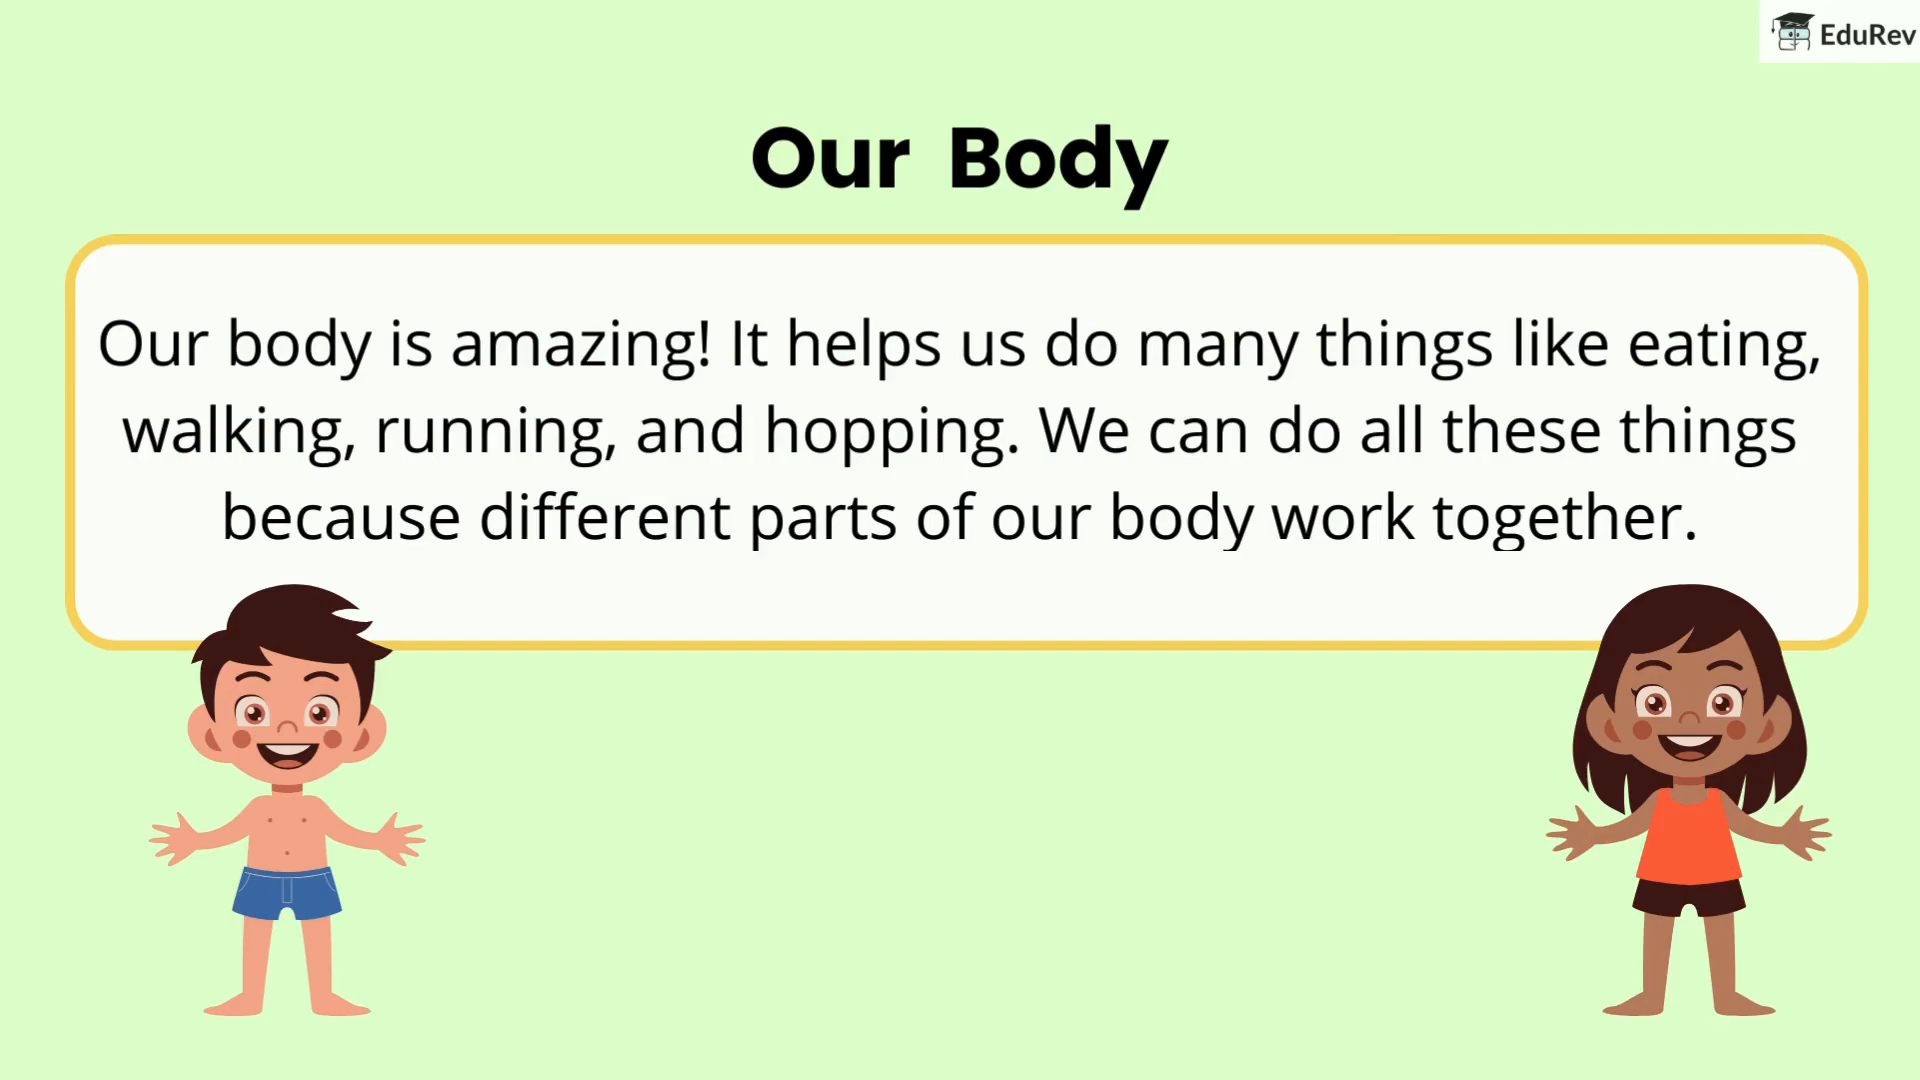 EduRev
Our Body
Our body is amazing! It helps us do many things like eating,
walking, running, and hopping. We can do all these things
because different parts of our body work together.